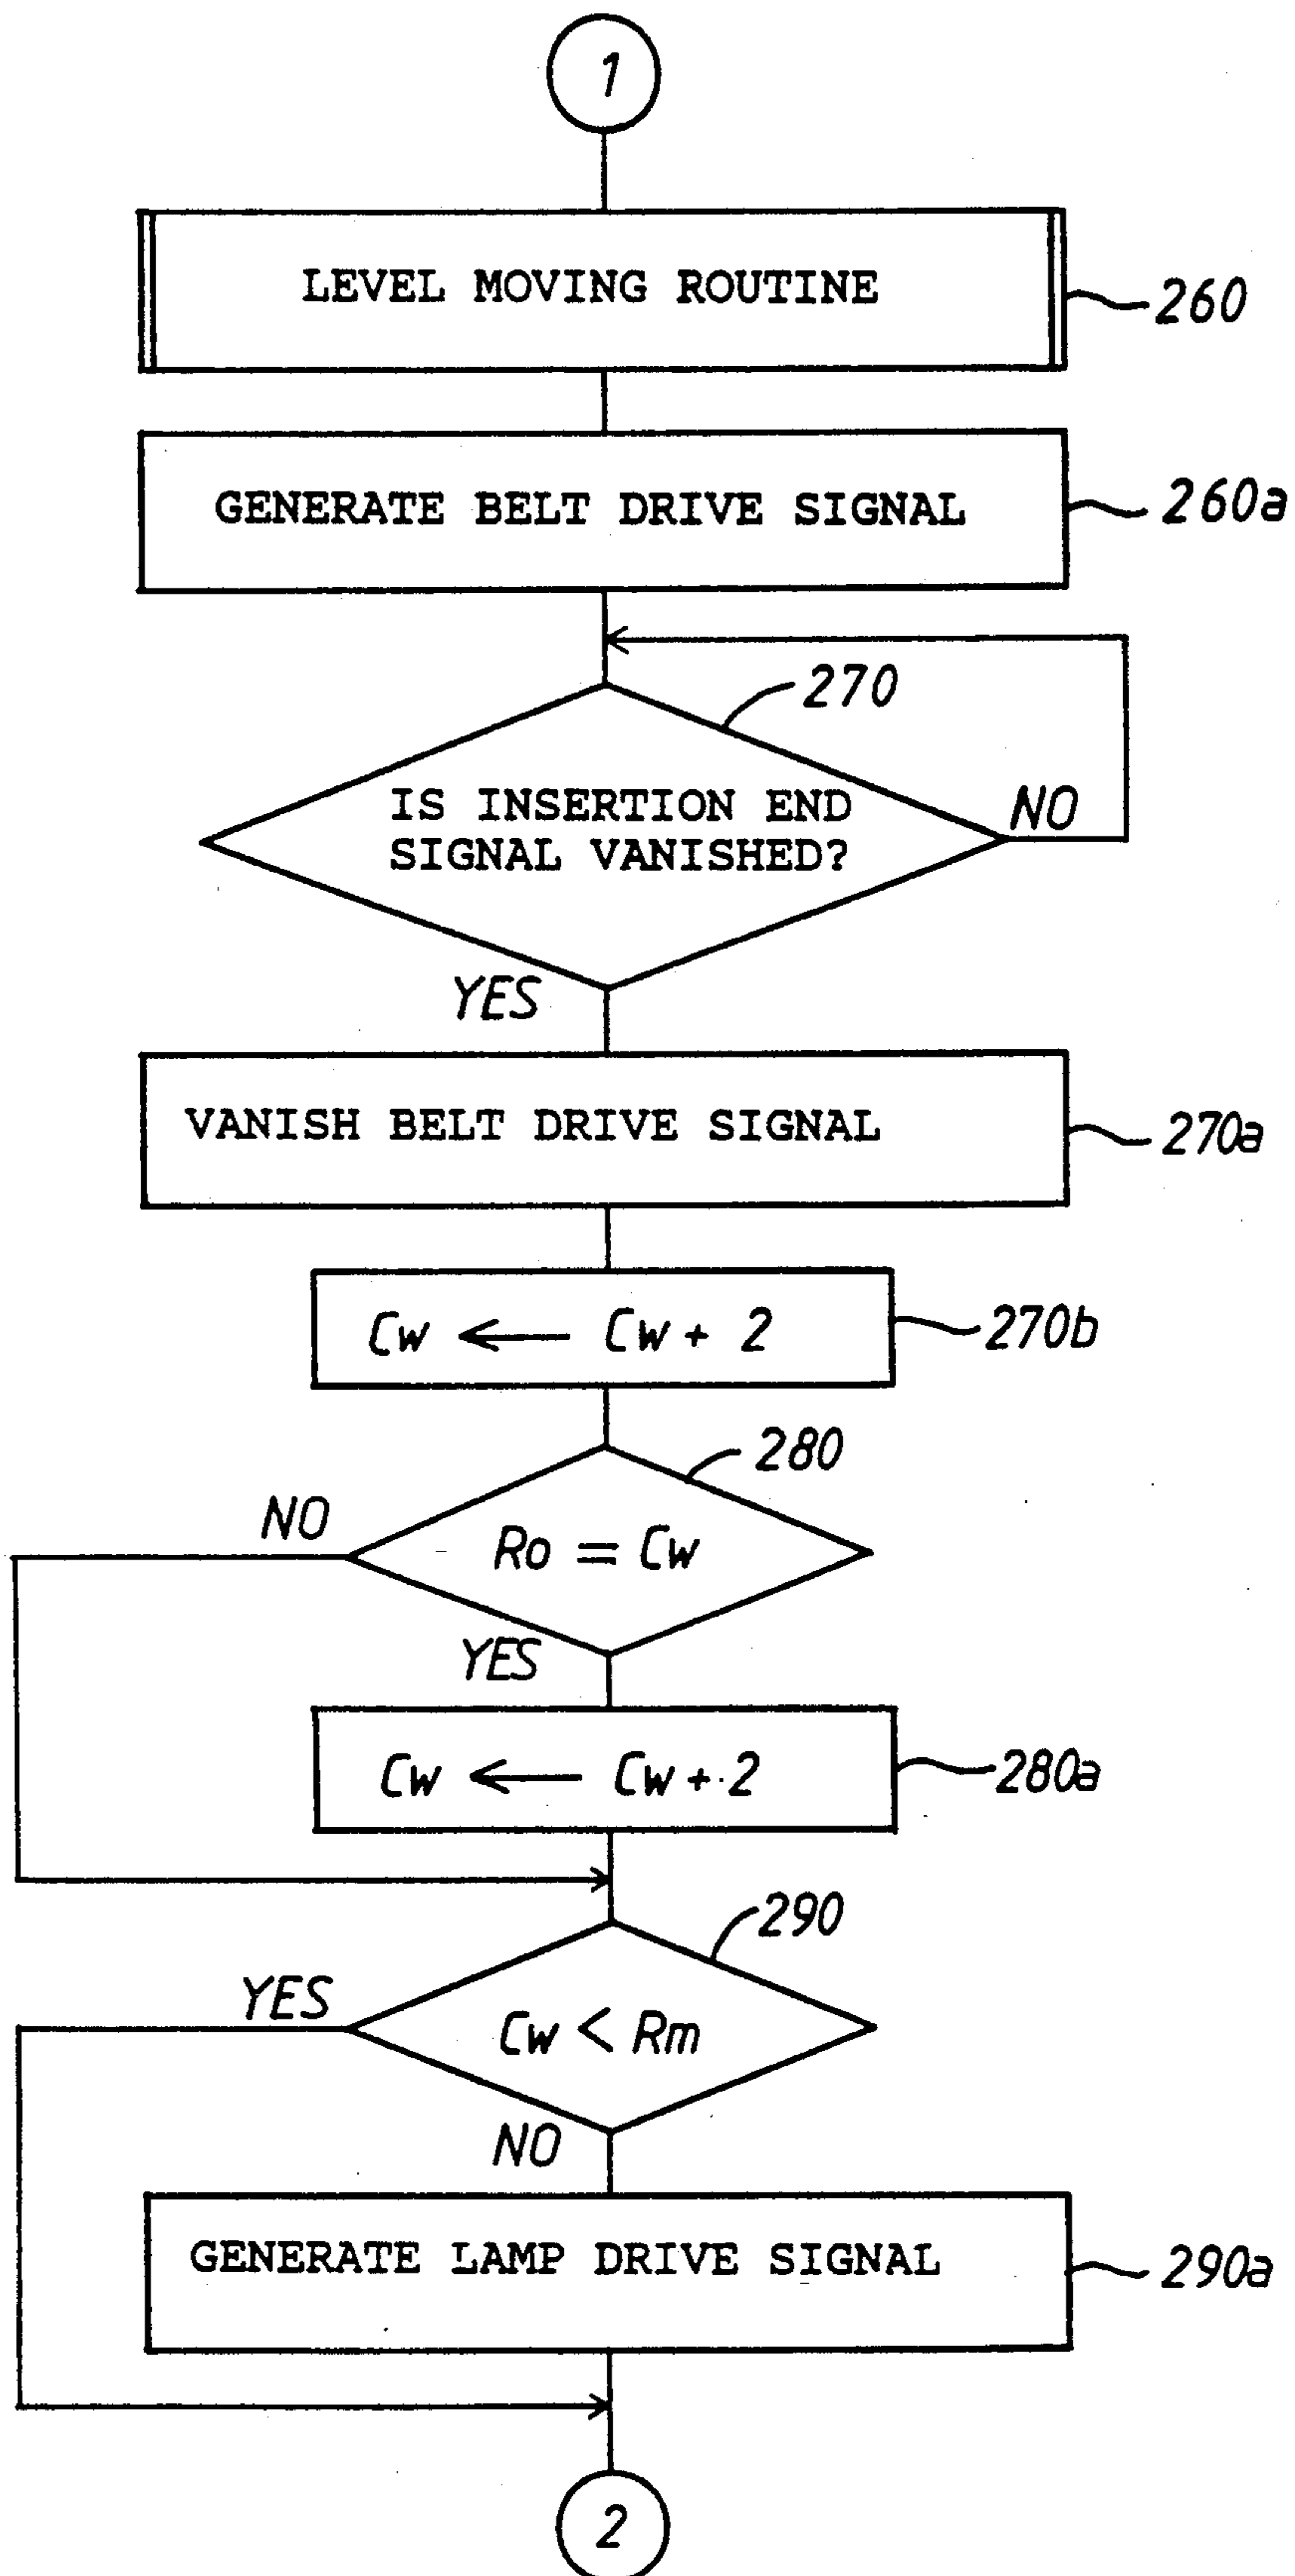 1
LEVEL MOVING ROUTINE
260
GENERATE BELT DRIVE SIGNAL
260a
270
IS INSERTION END
SIGNAL VANISHED?
NO
YES
VANISH BELT DRIVE SIGNAL
270a
Cw ← Cw + 2
270b
280
NO
Ro = Cw
YES
Cw ← Cw + 2
280a
290
YES
Cw < Rm
NO
GENERATE LAMP DRIVE SIGNAL
290a
2